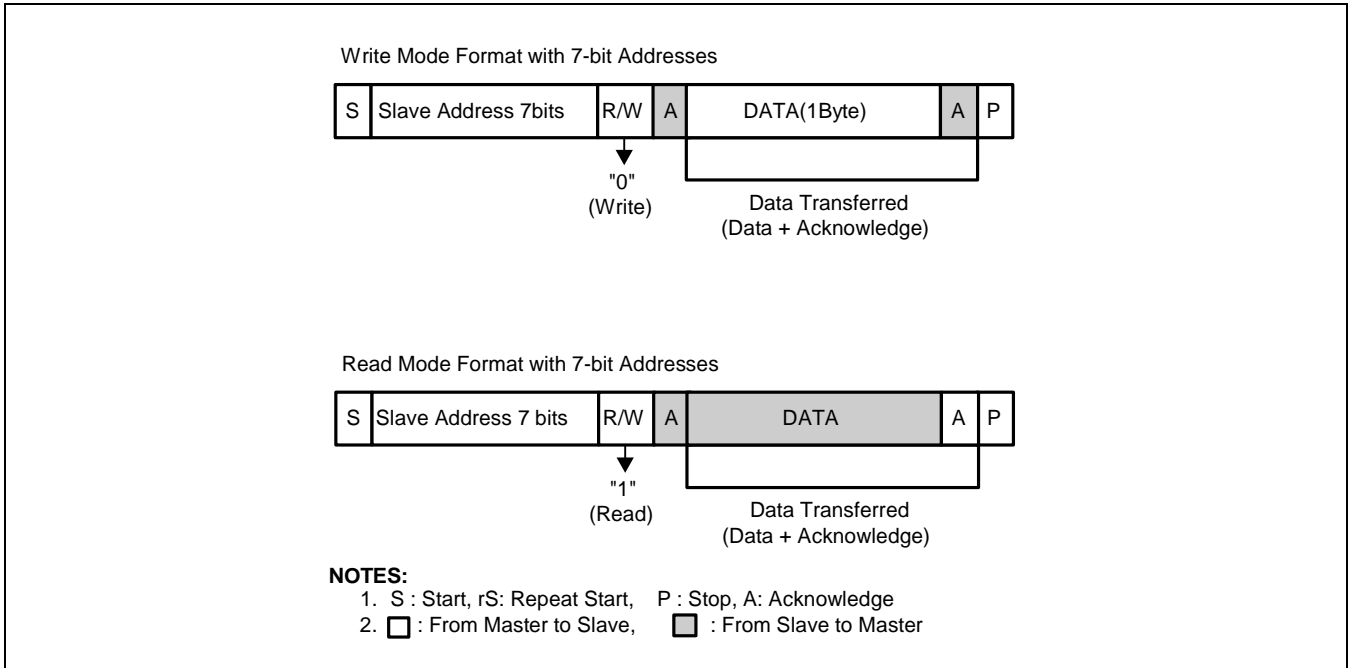 Write Mode Format with 7-bit Addresses
S Slave Address 7bits R/W A DATA(1Byte) A P
"0"
(Write)
Data Transferred
(Data + Acknowledge)
Read Mode Format with 7-bit Addresses
S Slave Address 7 bits R/W A DATA A P
"1"
(Read)
Data Transferred
(Data + Acknowledge)
NOTES:
1. S : Start, rS: Repeat Start, P : Stop, A: Acknowledge
2. : From Master to Slave, : From Slave to Master